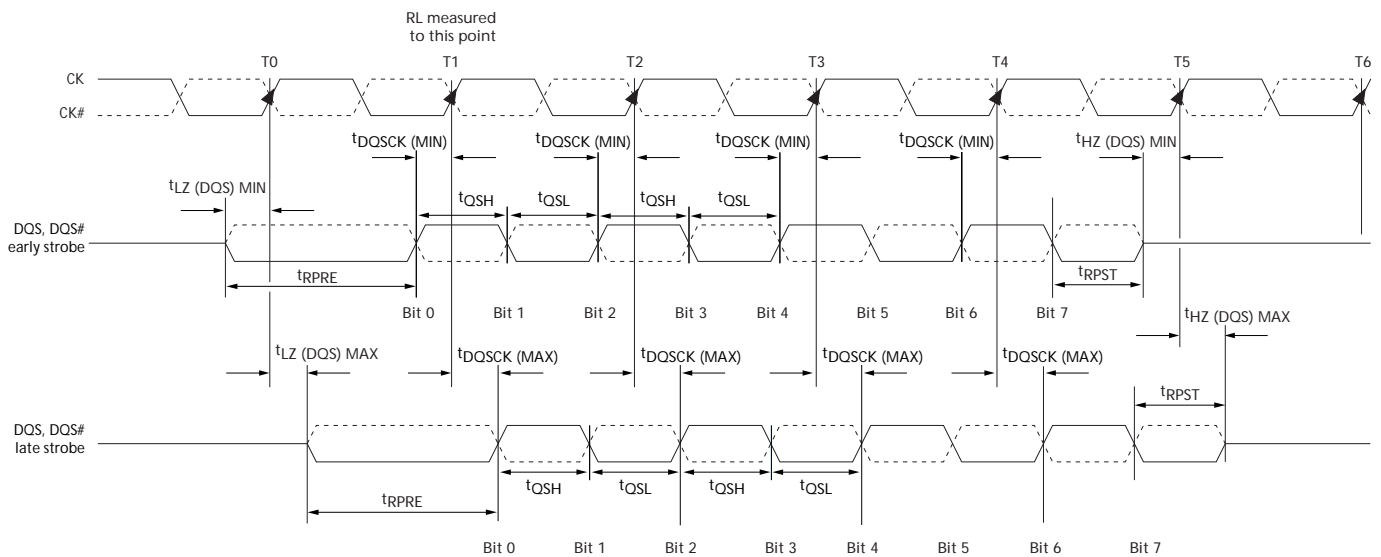 RL measured
to this point
T0 T1 T2 T3 T4 T5 T6
CK
CK#
tDQSCK (MIN) tDQSCK (MIN) tDQSCK (MIN) tDQSCK (MIN) tHZ (DQS) MIN
tLZ (DQS) MIN
tQSH tQSL tQSH tQSL
DQS, DQS#
early strobe
tRPRE tRPST
Bit 0 Bit 1 Bit 2 Bit 3 Bit 4 Bit 5 Bit 6 Bit 7
tHZ (DQS) MAX
tLZ (DQS) MAX tDQSCK (MAX) tDQSCK (MAX) tDQSCK (MAX) tDQSCK (MAX)
tRPST
DQS, DQS#
late strobe
tQSH tQSL tQSH tQSL
tRPRE
Bit 0 Bit 1 Bit 2 Bit 3 Bit 4 Bit 5 Bit 6 Bit 7